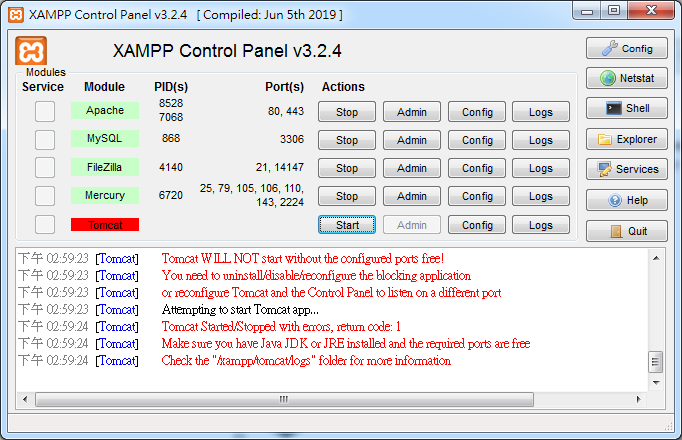 XAMPP Control Panel v3.2.4 [ Compiled: Jun 5th 2019 ]
XAMPP Control Panel v3.2.4
Config
Modules
Service Module PID(s) Port(s) Actions
Netstat
Apache 8528 7068 80, 443 Stop Admin Config Logs
Shell
MySQL 868 3306 Stop Admin Config Logs
Explorer
FileZilla 4140 21, 14147 Stop Admin Config Logs
Services
Mercury 6720 25, 79, 105, 106, 110, 143, 2224 Stop Admin Config Logs
Help
Tomcat Start Admin Config Logs
Quit
下午 02:59:23 [Tomcat] Tomcat WILL NOT start without the configured ports free!
下午 02:59:23 [Tomcat] You need to uninstall/disable/reconfigure the blocking application
下午 02:59:23 [Tomcat] or reconfigure Tomcat and the Control Panel to listen on a different port
下午 02:59:23 [Tomcat] Attempting to start Tomcat app...
下午 02:59:24 [Tomcat] Tomcat Started/Stopped with errors, return code: 1
下午 02:59:24 [Tomcat] Make sure you have Java JDK or JRE installed and the required ports are free
下午 02:59:24 [Tomcat] Check the "/xampp/tomcat/logs" folder for more information